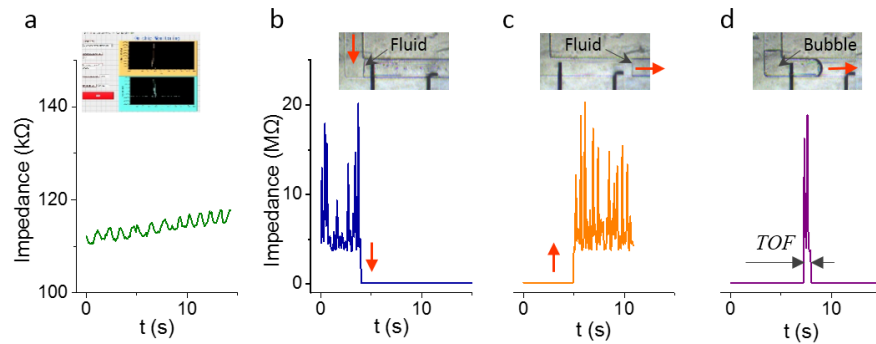 a
b
c
d
Fluid
Fluid
Bubble
Impedance (kΩ)
140
120
100
0
10
t (s)
Impedance (MΩ)
20
10
0
0
10
t (s)
0
10
t (s)
TOF
0
10
t (s)